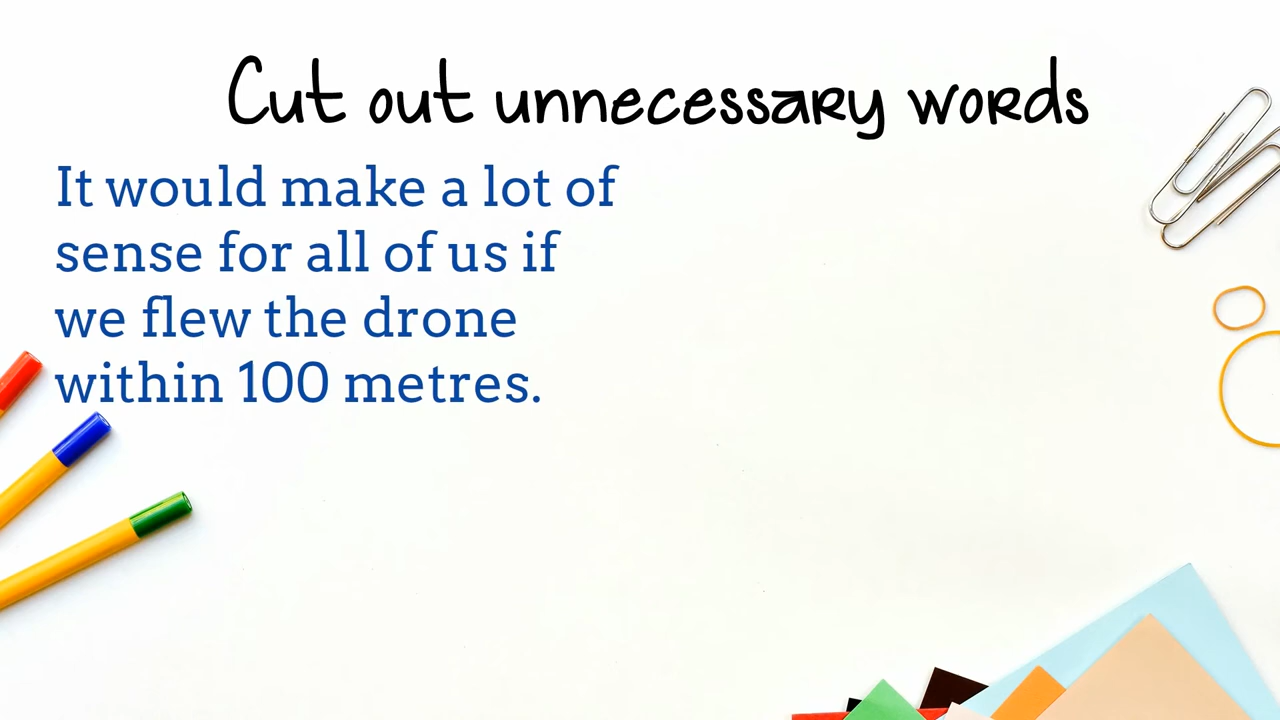 Cut out unnecessary words
It would make a lot of
sense for all of us if
we flew the drone
within 100 metres.